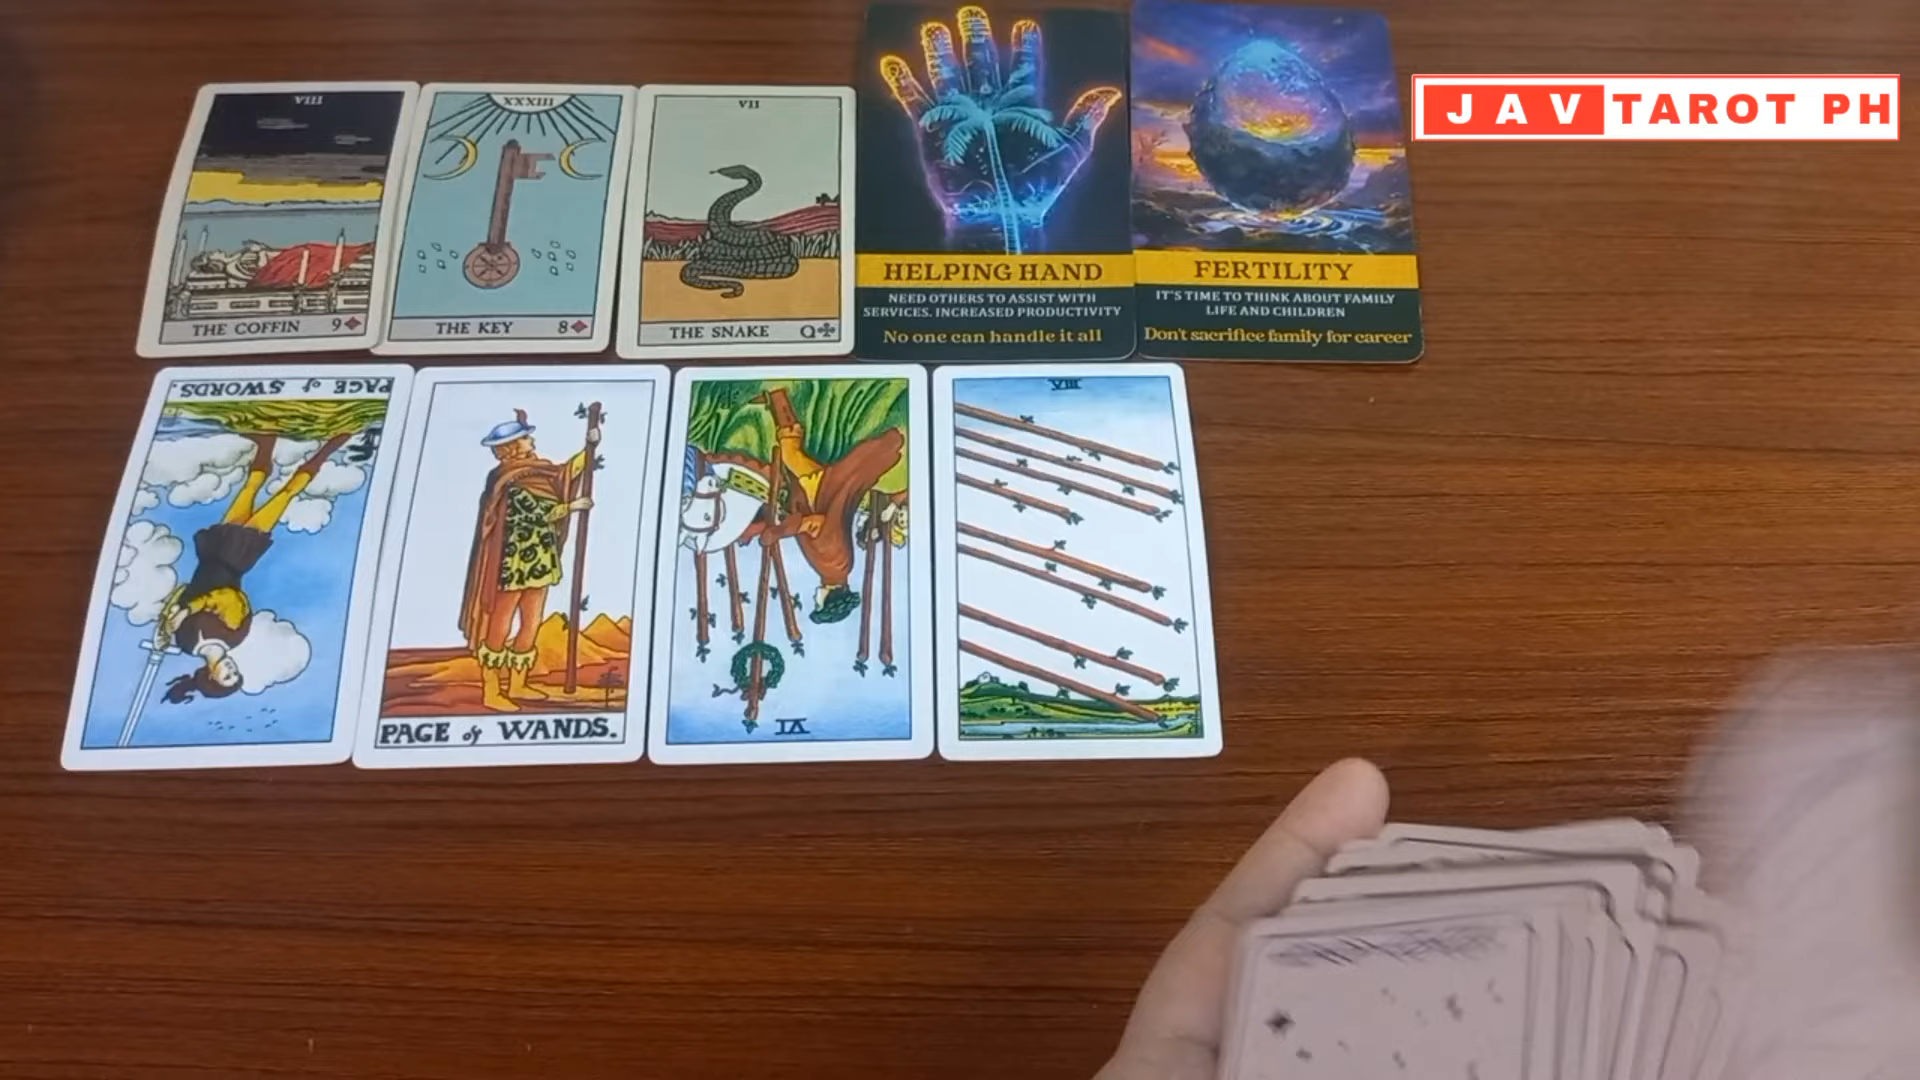 JAV TAROT PH
VIII
THE COFFIN 9
XXXIII
THE KEY 8
VII
THE SNAKE Q
HELPING HAND
NEED OTHERS TO ASSIST WITH
SERVICES. INCREASED PRODUCTIVITY
No one can handle it all
FERTILITY
IT'S TIME TO THINK ABOUT FAMILY
LIFE AND CHILDREN
Don't sacrifice family for career
PAGE of SWORDS.
PAGE of WANDS.
VI
VIII